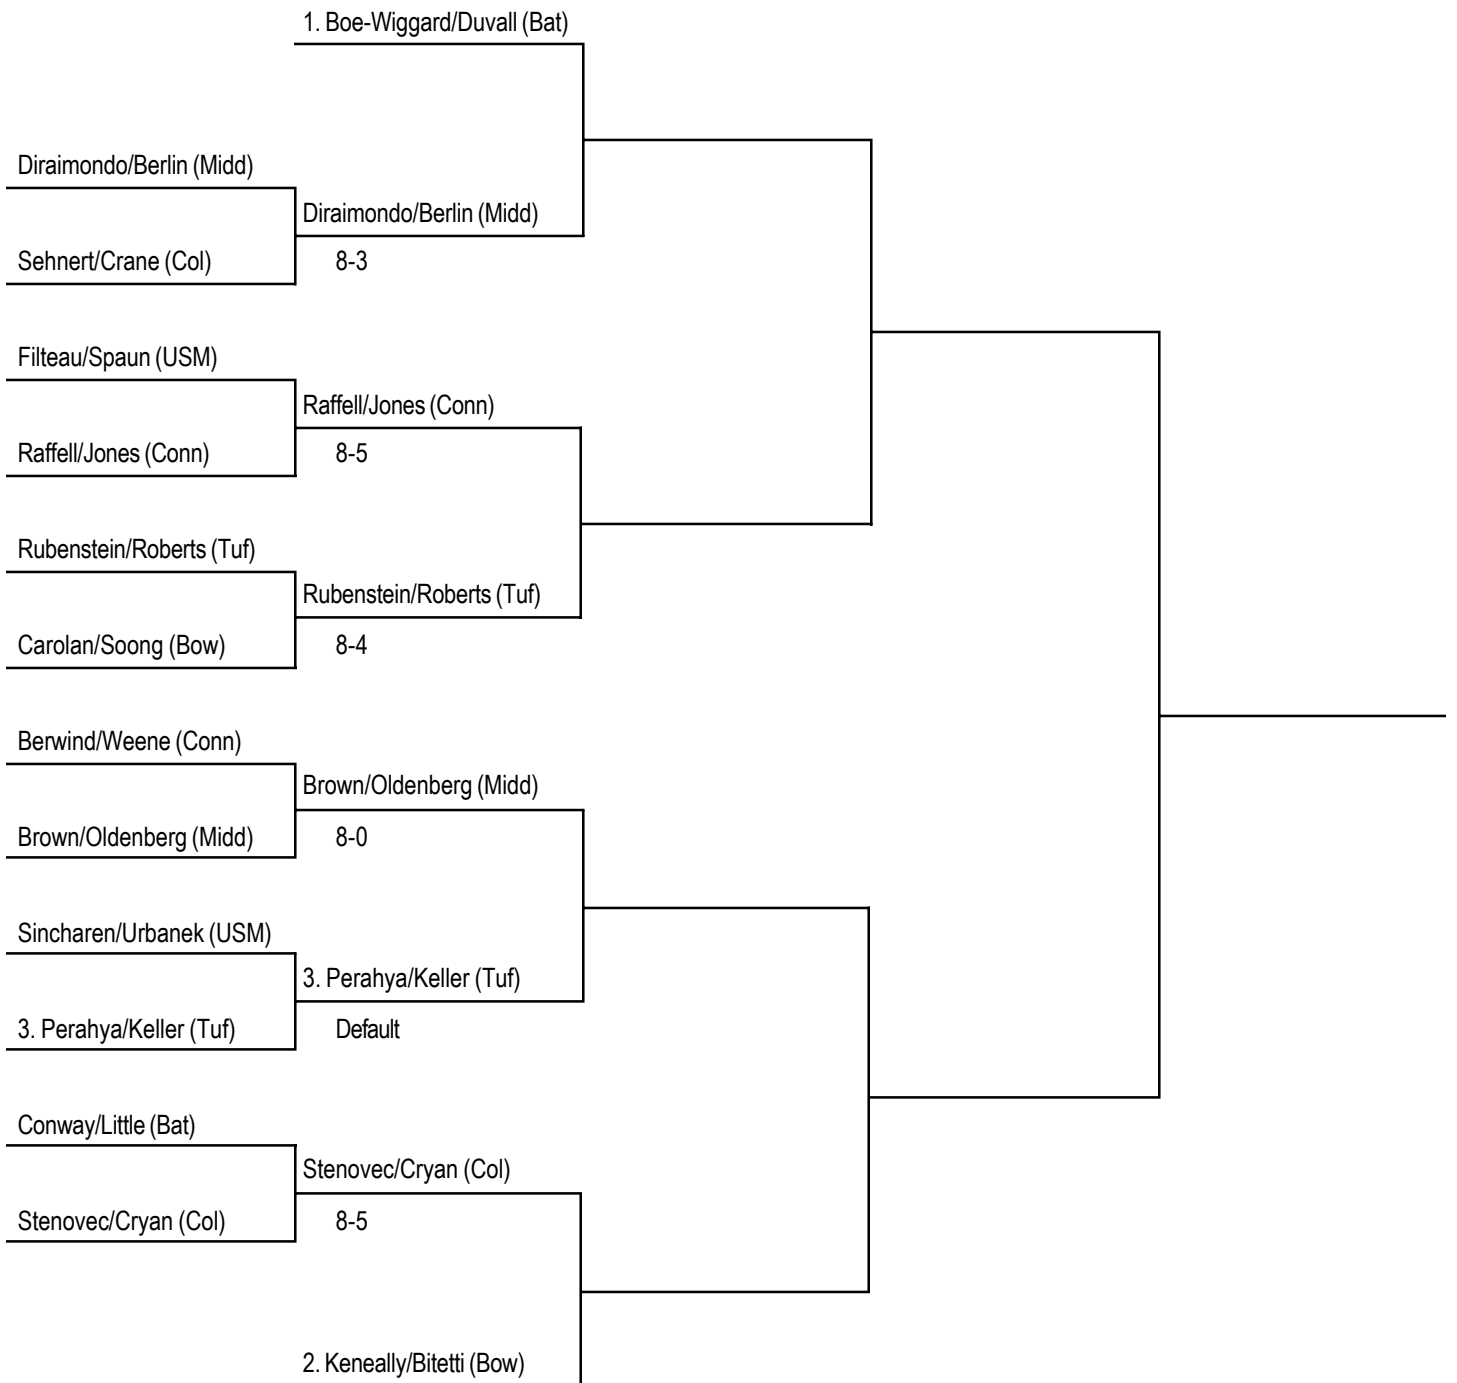 1. Boe-Wiggard/Duvall (Bat)
Diraimondo/Berlin (Midd)
Diraimondo/Berlin (Midd)
Sehnert/Crane (Col)
8-3
Filteau/Spaun (USM)
Raffell/Jones (Conn)
Raffell/Jones (Conn)
8-5
Rubenstein/Roberts (Tuf)
Rubenstein/Roberts (Tuf)
Carolan/Soong (Bow)
8-4
Berwind/Weene (Conn)
Brown/Oldenberg (Midd)
Brown/Oldenberg (Midd)
8-0
Sincharen/Urbanek (USM)
3. Perahya/Keller (Tuf)
3. Perahya/Keller (Tuf)
Default
Conway/Little (Bat)
Stenovec/Cryan (Col)
Stenovec/Cryan (Col)
8-5
2. Keneally/Bitetti (Bow)